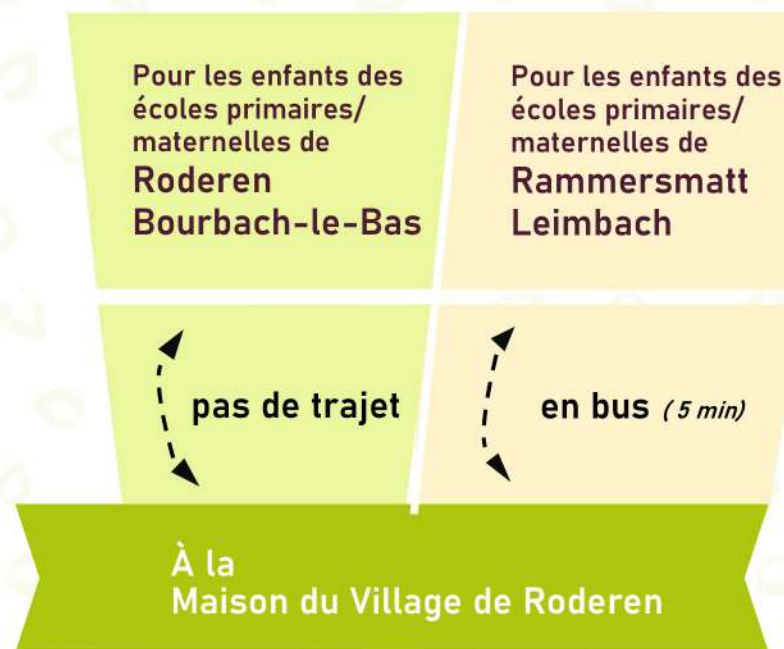 Pour les enfants des
écoles primaires/
maternelles de
Roderen
Bourbach-le-Bas
Pour les enfants des
écoles primaires/
maternelles de
Rammersmatt
Leimbach
pas de trajet
en bus (5 min)
À la
Maison du Village de Roderen